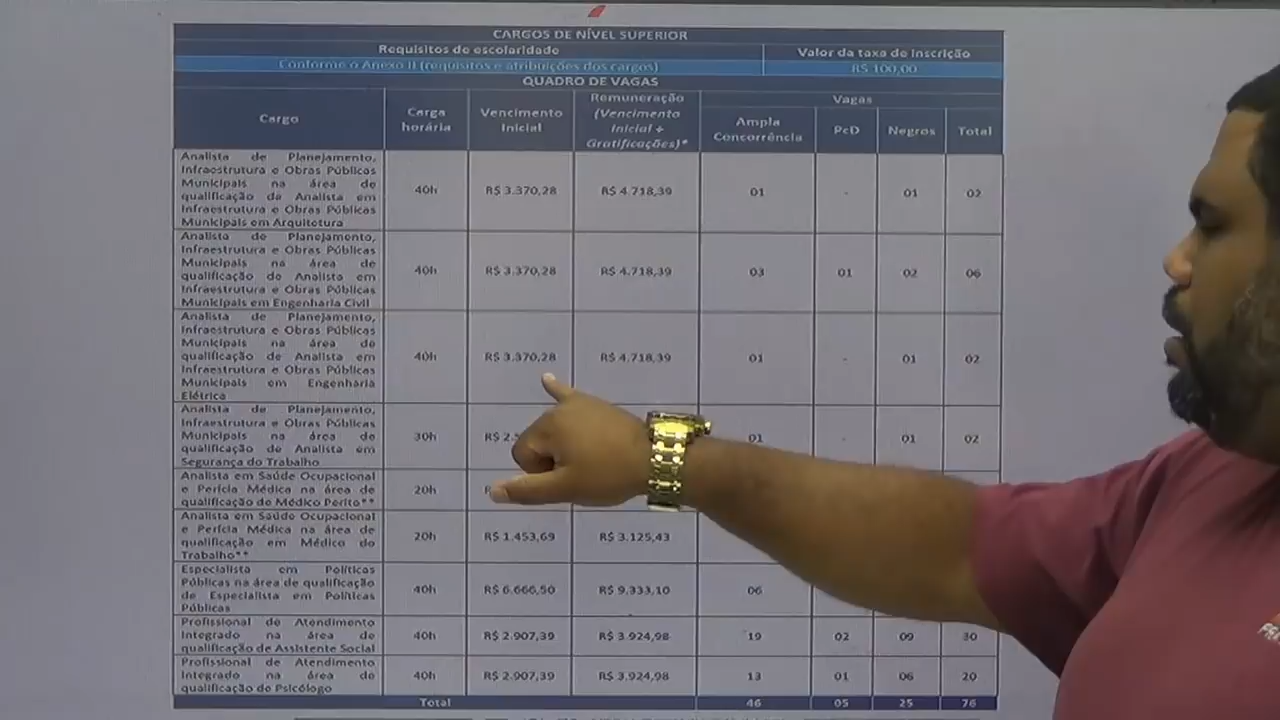 CARGOS DE NÍVEL SUPERIOR
Requisitos de escolaridade
Valor da taxa de inscrição
Conforme o Anexo II (requisitos e atribuições dos cargos)
R$ 100,00
QUADRO DE VAGAS
Cargo
Carga
horária
Vencimento
Inicial
Remuneração
(Vencimento
Inicial +
Gratificações)*
Vagas
Ampla
Concorrência
PcD
Negros
Total
Analista de Planejamento,
Infraestrutura e Obras Públicas
Municipais na área de
qualificação de Analista em
Infraestrutura e Obras Públicas
Municipais em Arquitetura
40h
R$ 3.370,28
R$ 4.718,39
01
-
01
02
Analista de Planejamento,
Infraestrutura e Obras Públicas
Municipais na área de
qualificação de Analista em
Infraestrutura e Obras Públicas
Municipais em Engenharia Civil
40h
R$ 3.370,28
R$ 4.718,39
03
01
02
06
Analista de Planejamento,
Infraestrutura e Obras Públicas
Municipais na área de
qualificação de Analista em
Infraestrutura e Obras Públicas
Municipais em Engenharia
Elétrica
40h
R$ 3.370,28
R$ 4.718,39
01
-
01
02
Analista de Planejamento,
Infraestrutura e Obras Públicas
Municipais na área de
qualificação de Analista em
Segurança do Trabalho
30h
R$ 2.
01
-
01
02
Analista em Saúde Ocupacional
e Perícia Médica na área de
qualificação de Médico Perito**
20h
Analista em Saúde Ocupacional
e Perícia Médica na área de
qualificação em Médico do
Trabalho**
20h
R$ 1.453,69
R$ 3.125,43
Especialista em Políticas
Públicas na área de qualificação
de Especialista em Políticas
Públicas
40h
R$ 6.666,50
R$ 9.333,10
06
Profissional de Atendimento
Integrado na área de
qualificação de Assistente Social
40h
R$ 2.907,39
R$ 3.924,98
19
02
09
30
Profissional de Atendimento
Integrado na área de
qualificação de Psicólogo
40h
R$ 2.907,39
R$ 3.924,98
13
01
06
20
Total
46
05
25
76